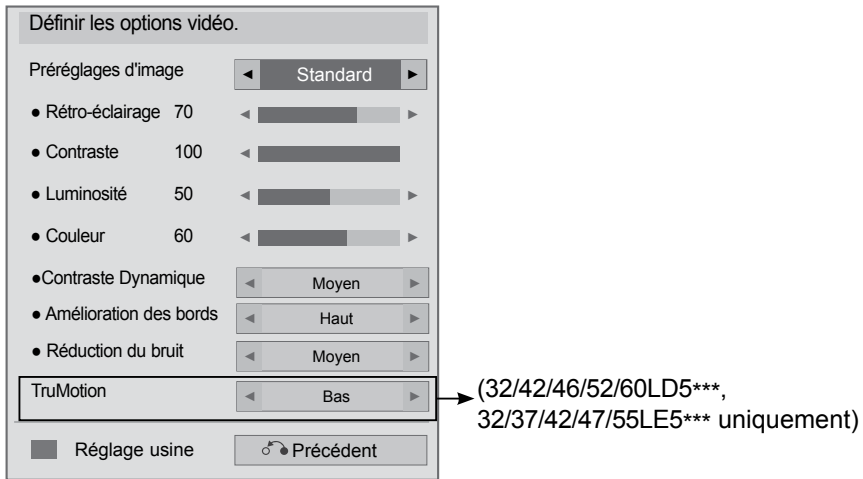 Définir les options vidéo.
Préréglages d'image ◄ Standard ►
● Rétro-éclairage 70 ◄ ►
● Contraste 100 ◄
● Luminosité 50 ◄ ►
● Couleur 60 ◄ ►
●Contraste Dynamique ◄ Moyen ►
● Amélioration des bords ◄ Haut ►
● Réduction du bruit ◄ Moyen ►
TruMotion ◄ Bas ►
(32/42/46/52/60LD5***,
32/37/42/47/55LE5*** uniquement)
Réglage usine Précédent